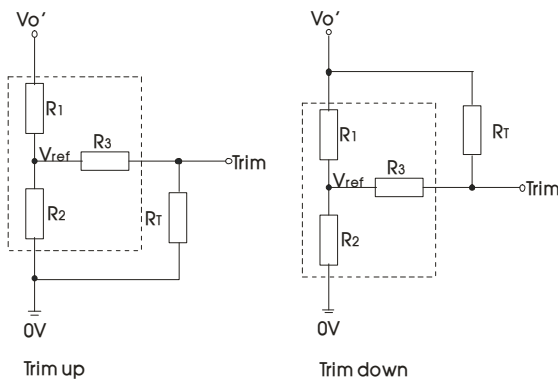 Vo'
R1
Vref
R3
Trim
R2
RT
0V
Trim up
Vo'
R1
RT
Vref
R3
Trim
R2
0V
Trim down